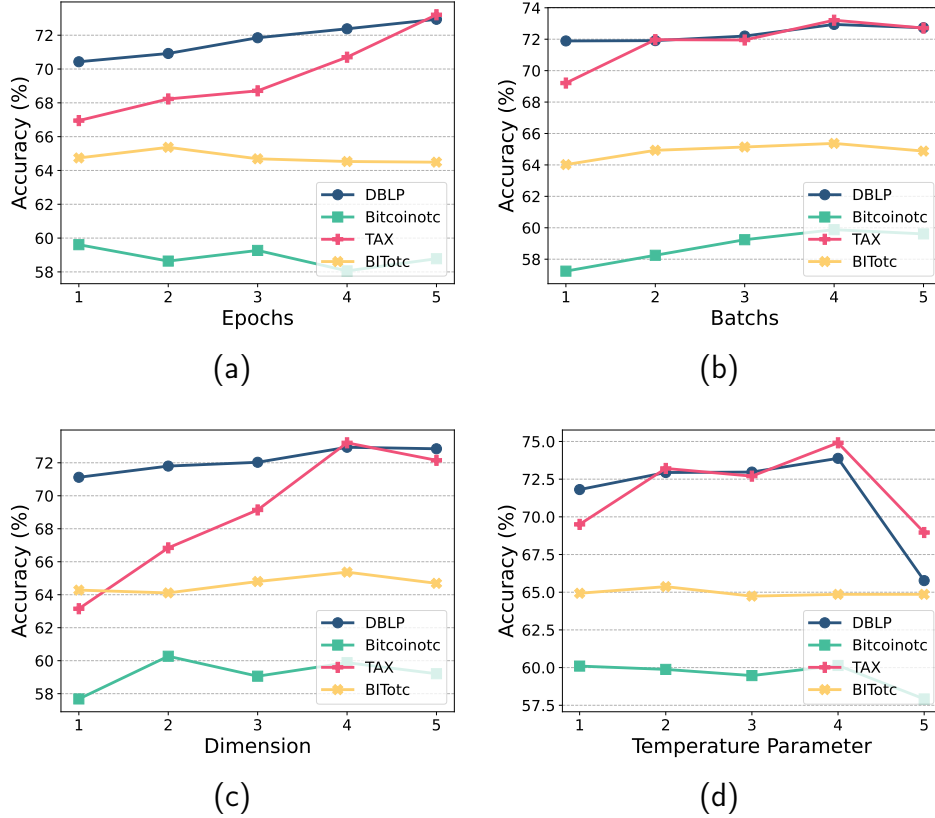 72
70
68
66
64
62
60
58
Accuracy (%)
DBLP
Bitcoinotc
TAX
BITotc
1 2 3 4 5
Epochs
(a)
74
72
70
68
66
64
62
60
58
Accuracy (%)
DBLP
Bitcoinotc
TAX
BITotc
1 2 3 4 5
Batchs
(b)
72
70
68
66
64
62
60
58
Accuracy (%)
DBLP
Bitcoinotc
TAX
BITotc
1 2 3 4 5
Dimension
(c)
75.0
72.5
70.0
67.5
65.0
62.5
60.0
57.5
Accuracy (%)
DBLP
Bitcoinotc
TAX
BITotc
1 2 3 4 5
Temperature Parameter
(d)